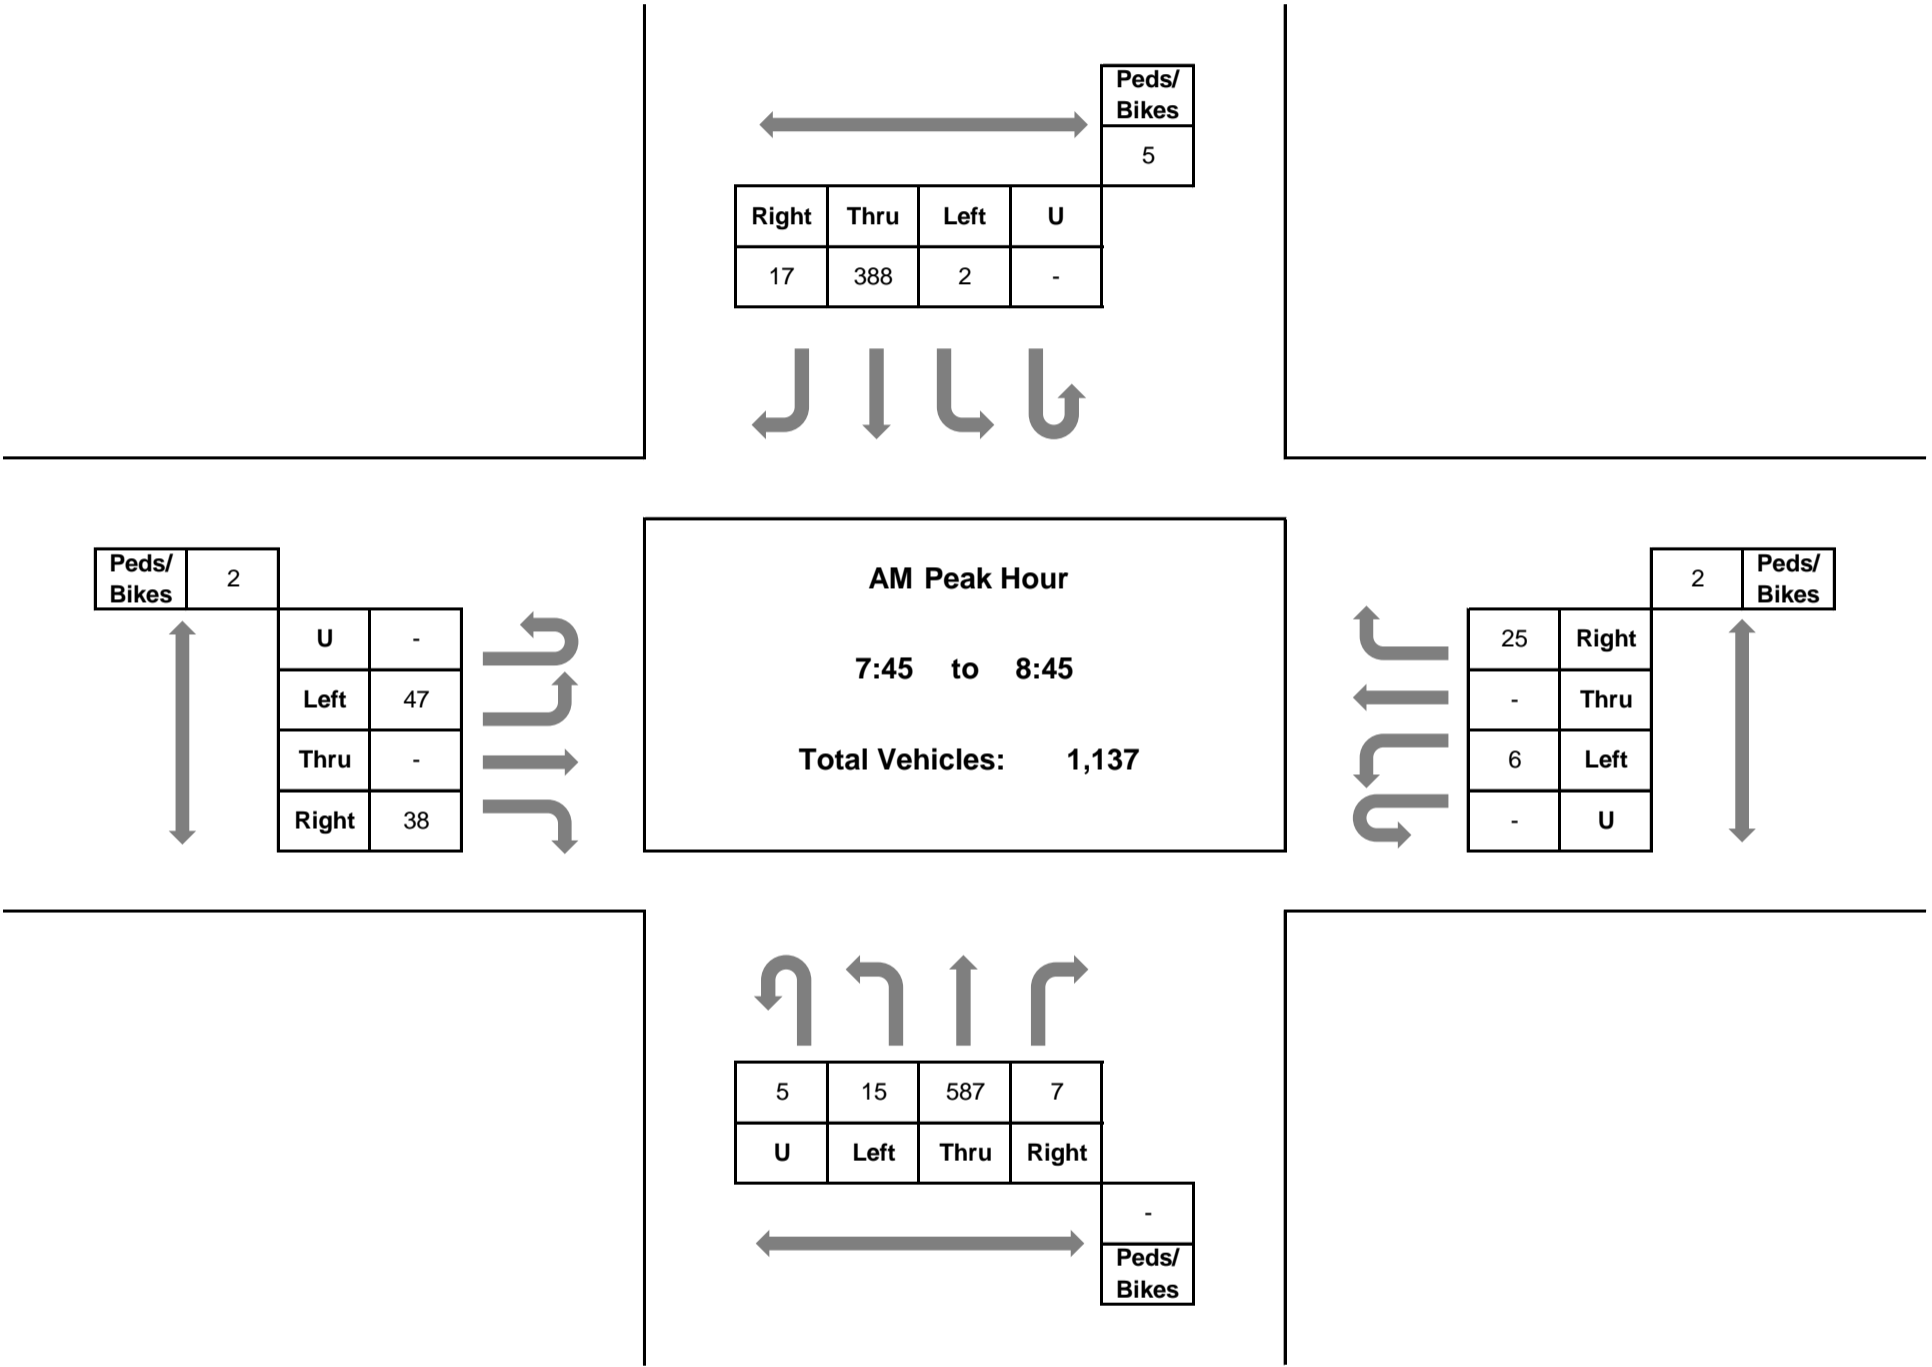 Peds/
Bikes
5
Right Thru Left U
17 388 2 -
Peds/
Bikes
2
U -
Left 47
Thru -
Right 38
AM Peak Hour
7:45 to 8:45
Total Vehicles: 1,137
2
Peds/
Bikes
25 Right
- Thru
6 Left
- U
5 15 587 7
U Left Thru Right
-
Peds/
Bikes